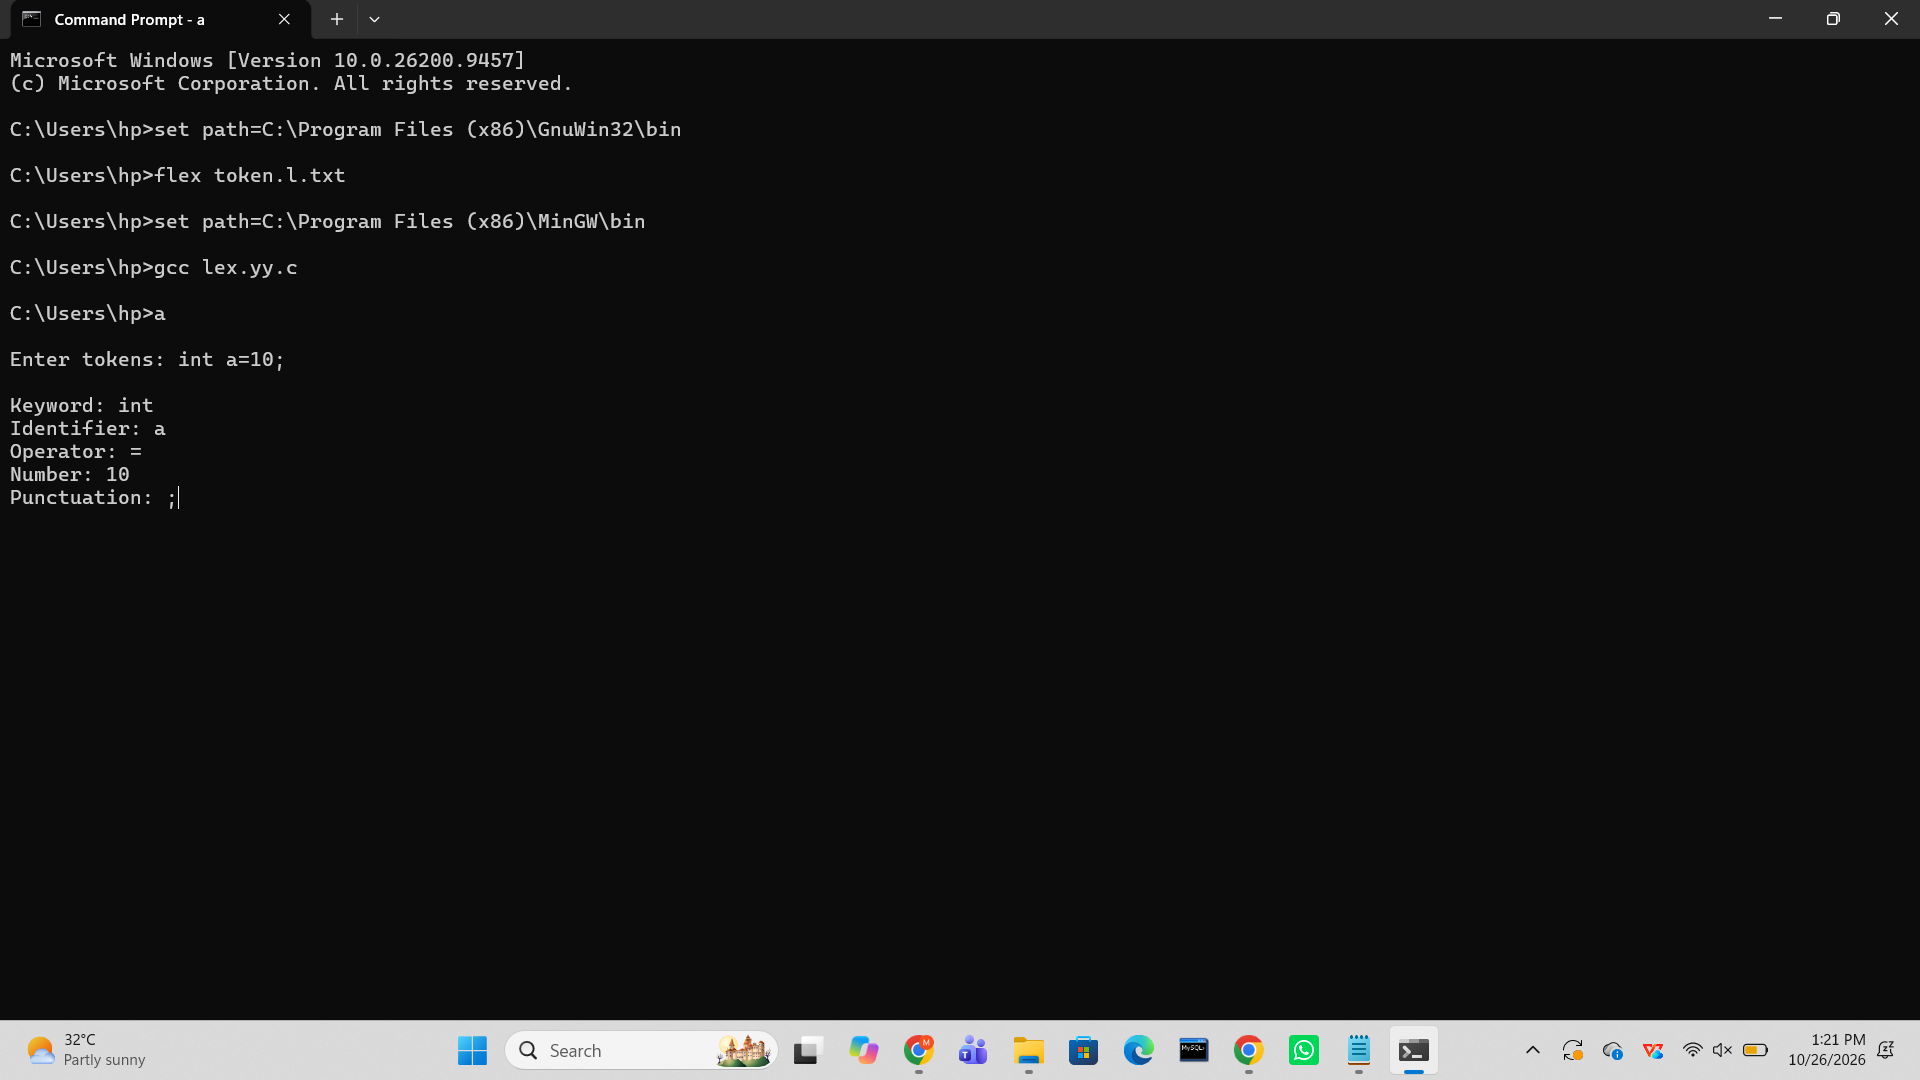 Command Prompt - a
Microsoft Windows [Version 10.0.26200.9457]
(c) Microsoft Corporation. All rights reserved.
C:\Users\hp>set path=C:\Program Files (x86)\GnuWin32\bin
C:\Users\hp>flex token.l.txt
C:\Users\hp>set path=C:\Program Files (x86)\MinGW\bin
C:\Users\hp>gcc lex.yy.c
C:\Users\hp>a
Enter tokens: int a=10;
Keyword: int
Identifier: a
Operator: =
Number: 10
Punctuation: ;
32°C
Partly sunny
Search
M
T
MySQL
1:21 PM
10/26/2026